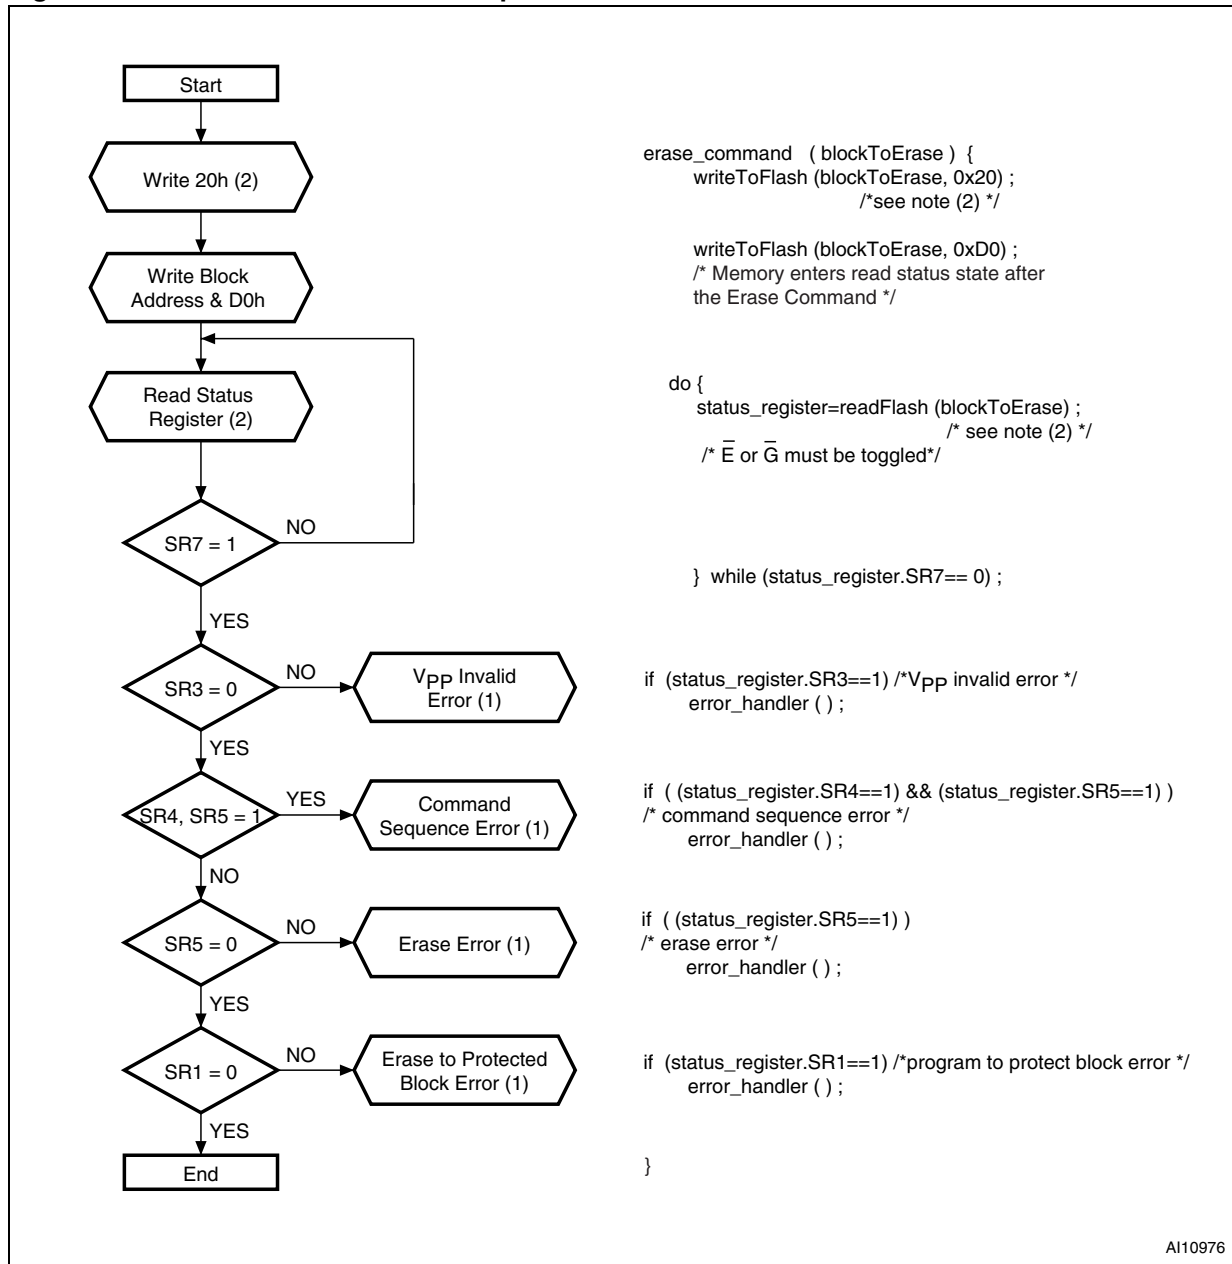 Start
Write 20h (2)
Write Block
Address & D0h
Read Status
Register (2)
SR7 = 1
NO
YES
SR3 = 0
NO
VPP Invalid
Error (1)
YES
SR4, SR5 = 1
YES
Command
Sequence Error (1)
NO
SR5 = 0
NO
Erase Error (1)
YES
SR1 = 0
NO
Erase to Protected
Block Error (1)
YES
End
erase_command ( blockToErase ) {
writeToFlash (blockToErase, 0x20) ;
/*see note (2) */
writeToFlash (blockToErase, 0xD0) ;
/* Memory enters read status state after
the Erase Command */
do {
status_register=readFlash (blockToErase) ;
/* see note (2) */
/* E̅ or G̅ must be toggled*/
} while (status_register.SR7== 0) ;
if (status_register.SR3==1) /*VPP invalid error */
error_handler ( ) ;
if ( (status_register.SR4==1) && (status_register.SR5==1) )
/* command sequence error */
error_handler ( ) ;
if ( (status_register.SR5==1) )
/* erase error */
error_handler ( ) ;
if (status_register.SR1==1) /*program to protect block error */
error_handler ( ) ;
}
AI10976